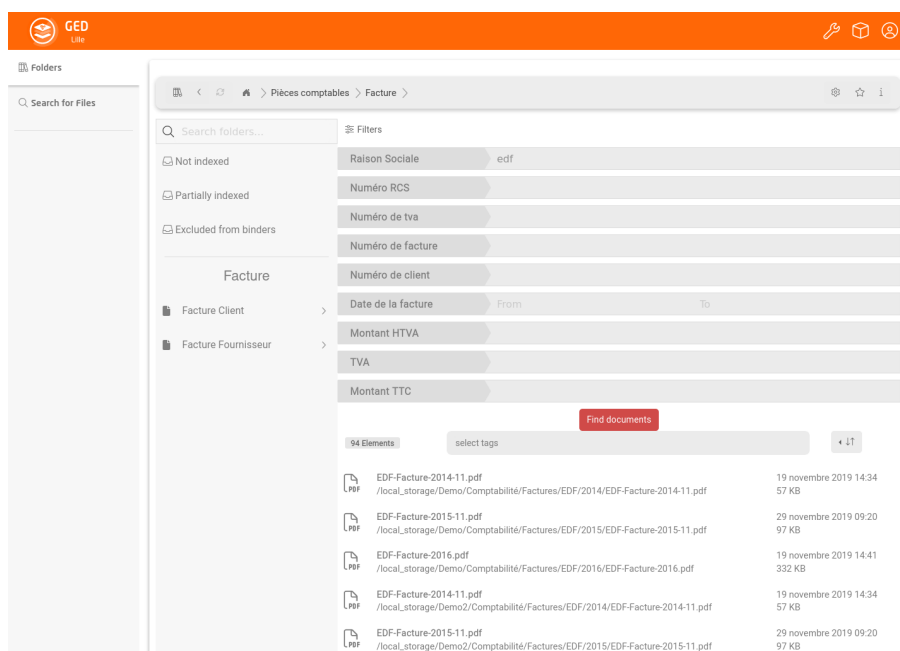 GED
Lille
Folders
Search for Files
Pièces comptables
Facture
Search folders...
Not indexed
Partially indexed
Excluded from binders
Facture
Facture Client
Facture Fournisseur
Filters
Raison Sociale edf
Numéro RCS
Numéro de tva
Numéro de facture
Numéro de client
Date de la facture From To
Montant HTVA
TVA
Montant TTC
Find documents
94 Elements select tags
EDF-Facture-2014-11.pdf 19 novembre 2019 14:34
PDF /local_storage/Demo/Comptabilité/Factures/EDF/2014/EDF-Facture-2014-11.pdf 57 KB
EDF-Facture-2015-11.pdf 29 novembre 2019 09:20
PDF /local_storage/Demo/Comptabilité/Factures/EDF/2015/EDF-Facture-2015-11.pdf 97 KB
EDF-Facture-2016.pdf 19 novembre 2019 14:41
PDF /local_storage/Demo/Comptabilité/Factures/EDF/2016/EDF-Facture-2016.pdf 332 KB
EDF-Facture-2014-11.pdf 19 novembre 2019 14:34
PDF /local_storage/Demo2/Comptabilité/Factures/EDF/2014/EDF-Facture-2014-11.pdf 57 KB
EDF-Facture-2015-11.pdf 29 novembre 2019 09:20
PDF /local_storage/Demo2/Comptabilité/Factures/EDF/2015/EDF-Facture-2015-11.pdf 97 KB